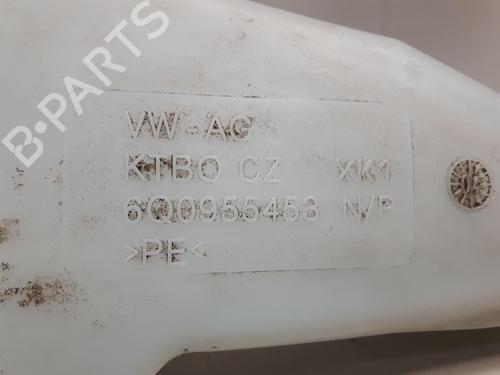 B-PARTS
VW-AG
KTBO CZ XK1
6Q0955453 N/P
>PE<